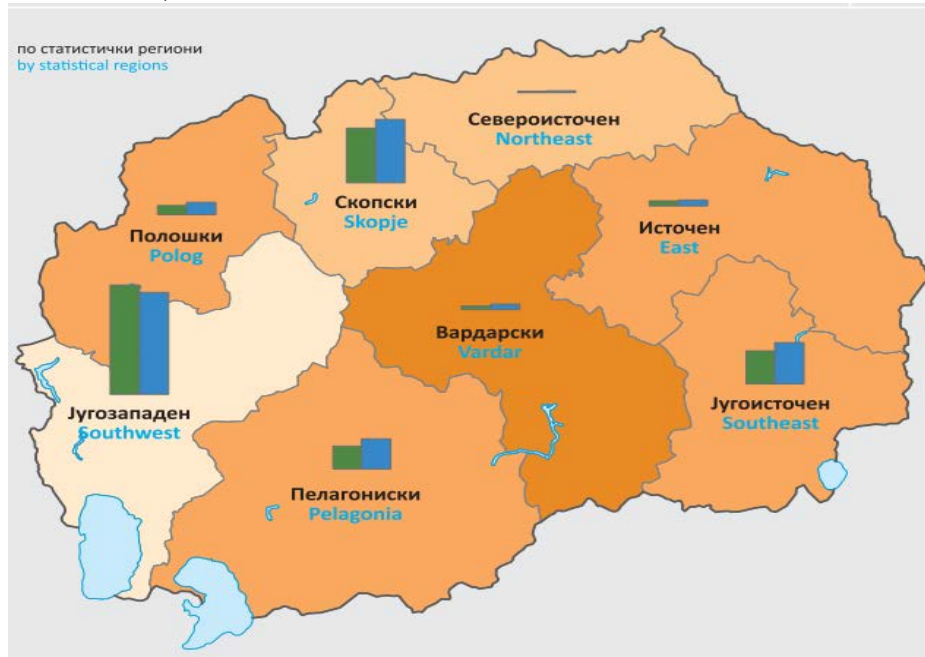 по статистички региони
by statistical regions
Североисточен
Northeast
Скопски
Skopje
Источен
East
Полошки
Polog
Вардарски
Vardar
Југозападен
Southwest
Југоисточен
Southeast
Пелагониски
Pelagonia